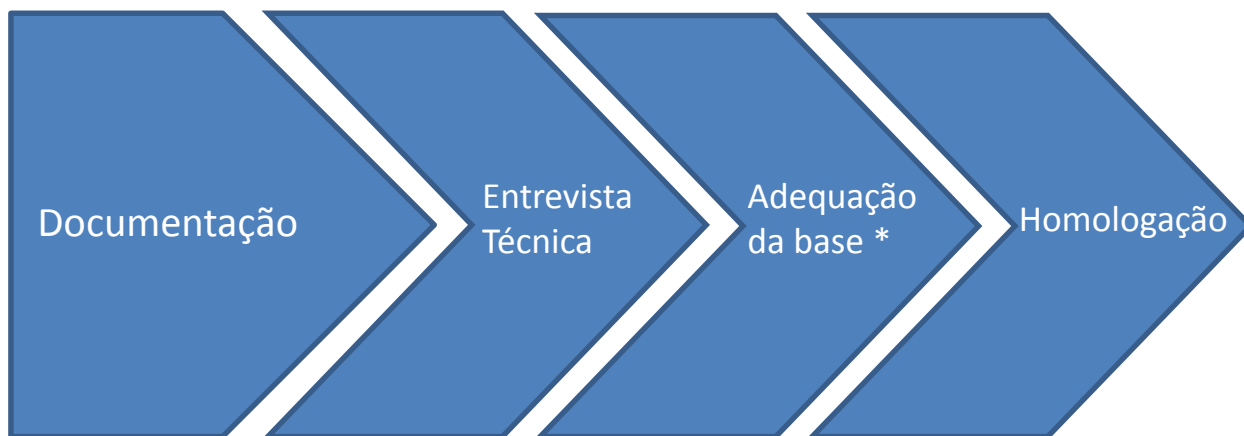 Documentação
Entrevista
Técnica
Adequação
da base *
Homologação